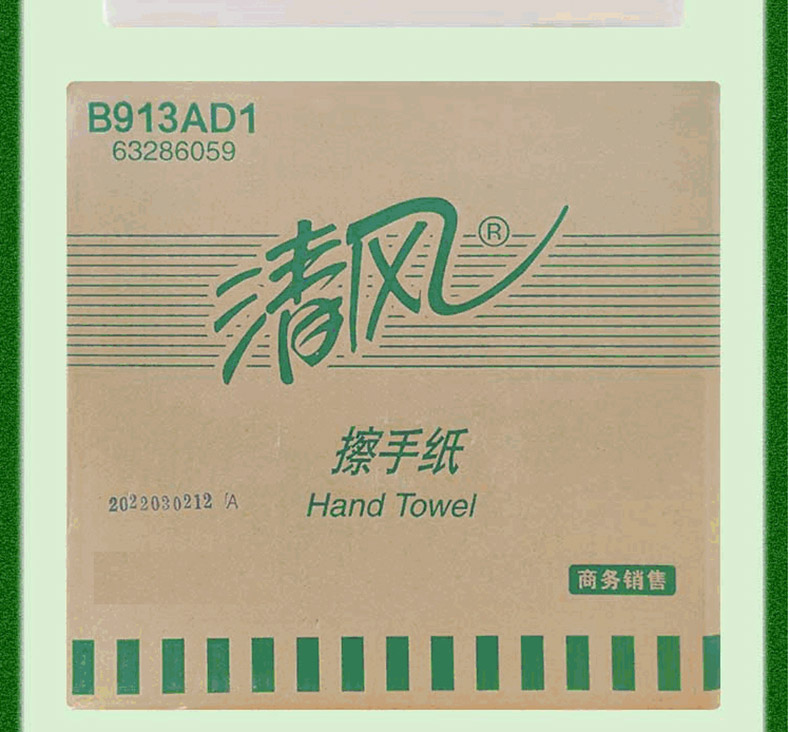 B913AD1
63286059
清风®
擦手纸
2022030212 A
Hand Towel
商务销售